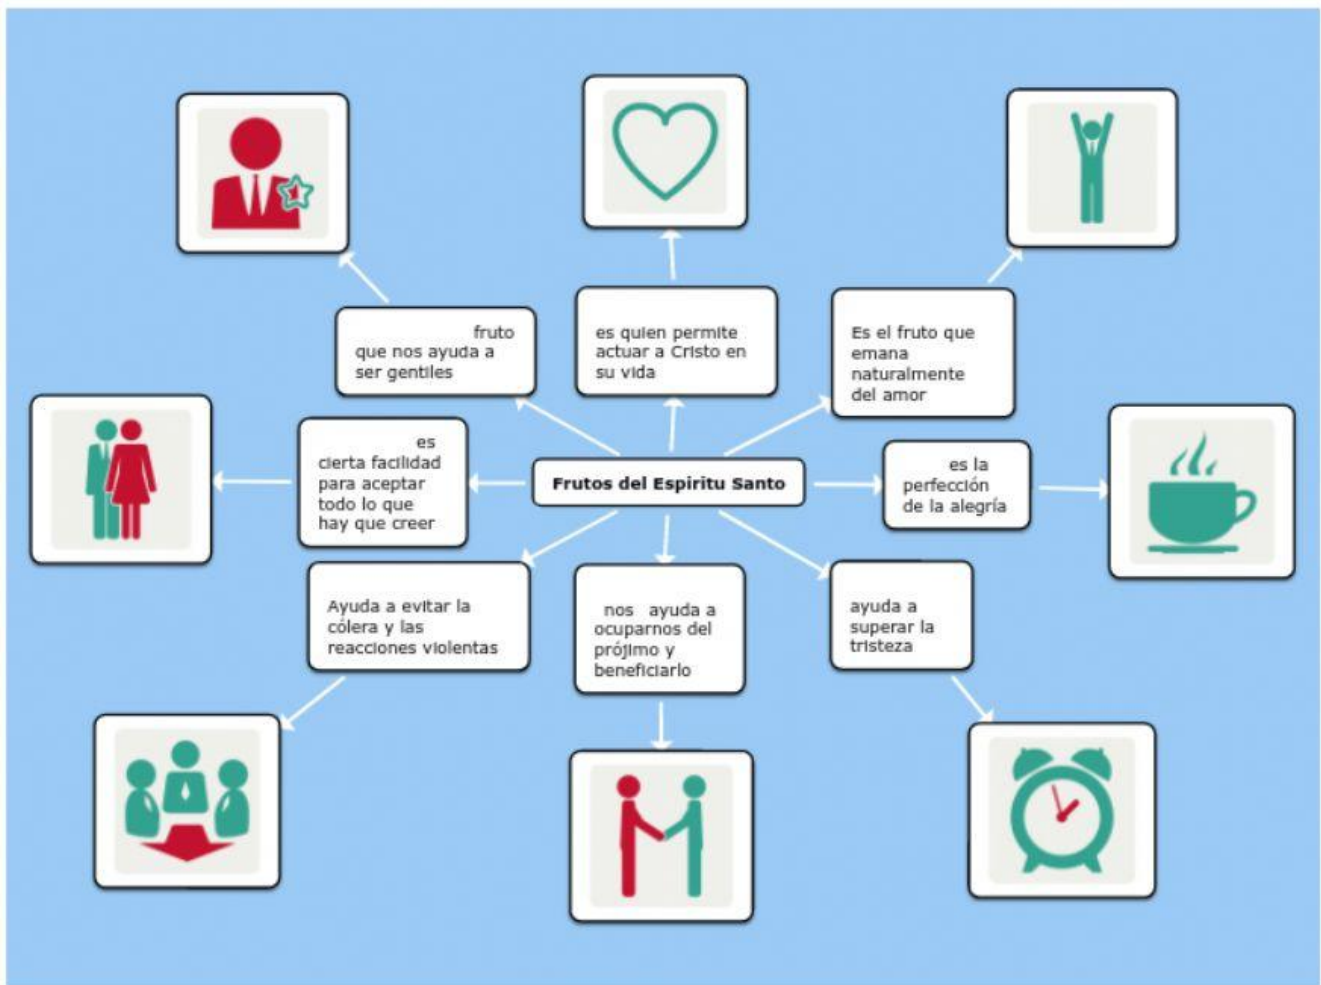 fruto
que nos ayuda a
ser gentiles
es quien permite
actuar a Cristo en
su vida
Es el fruto que
emana
naturalmente
del amor
es
cierta facilidad
para aceptar
todo lo que
hay que creer
Frutos del Espiritu Santo
es la
perfección
de la alegría
Ayuda a evitar la
cólera y las
reacciones violentas
nos ayuda a
ocuparnos del
prójimo y
beneficiarlo
ayuda a
superar la
tristeza